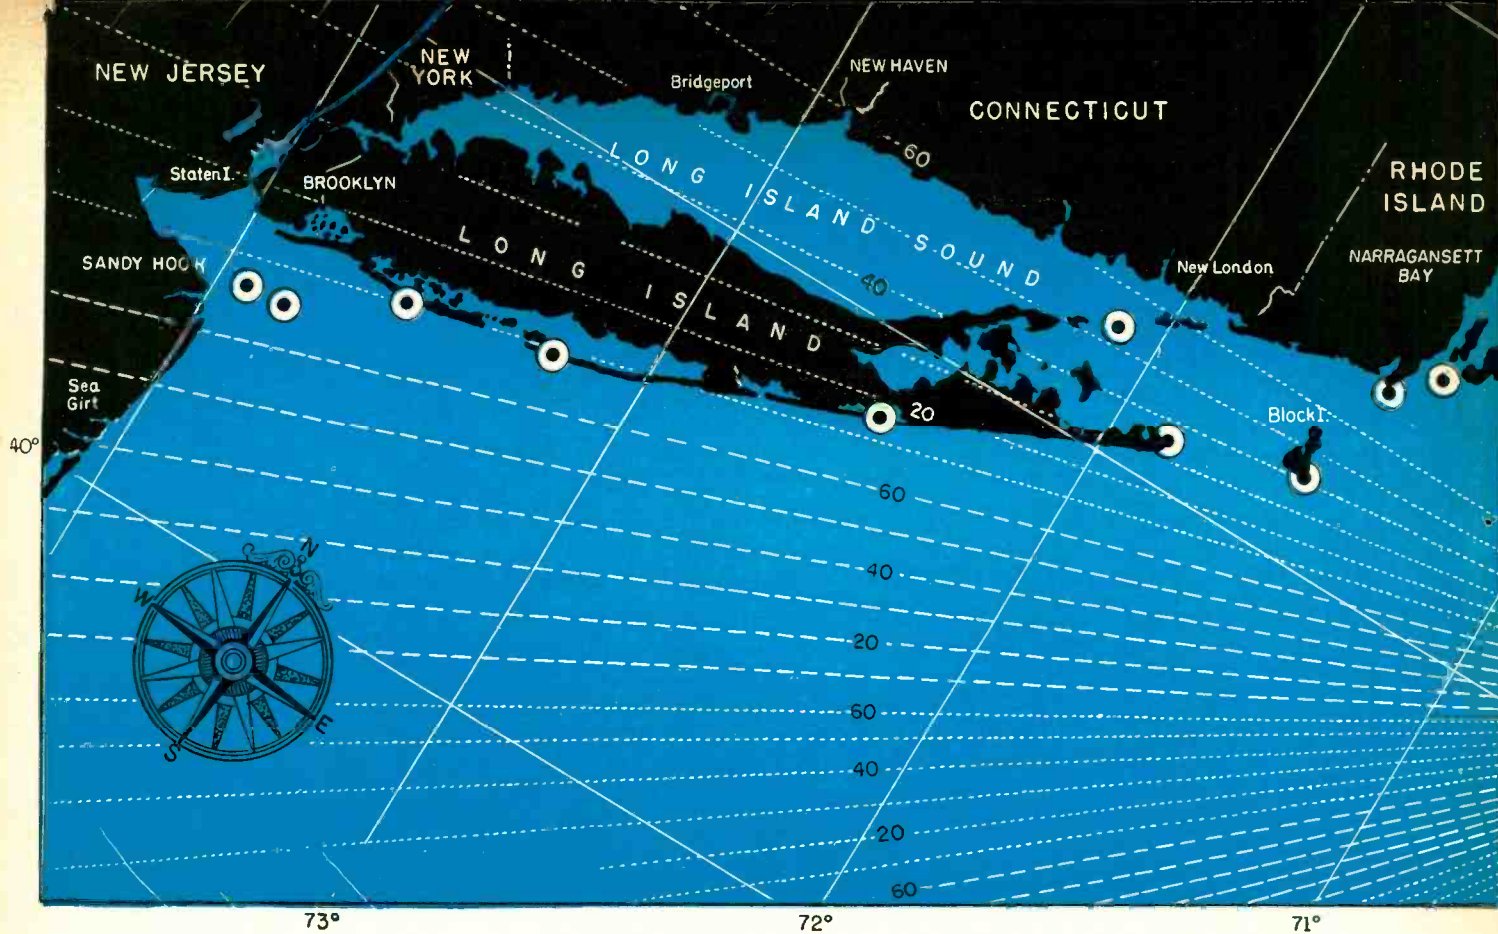 NEW JERSEY
NEW
YORK
Bridgeport
NEW HAVEN
CONNECTICUT
60
RHODE
ISLAND
Staten I.
BROOKLYN
LONG ISLAND SOUND
LONG ISLAND
SANDY HOOK
40
New London
NARRAGANSETT
BAY
Sea
Girt
20
Block I.
40°
60
40
20
60
40
20
60
N
W
E
S
73°
72°
71°